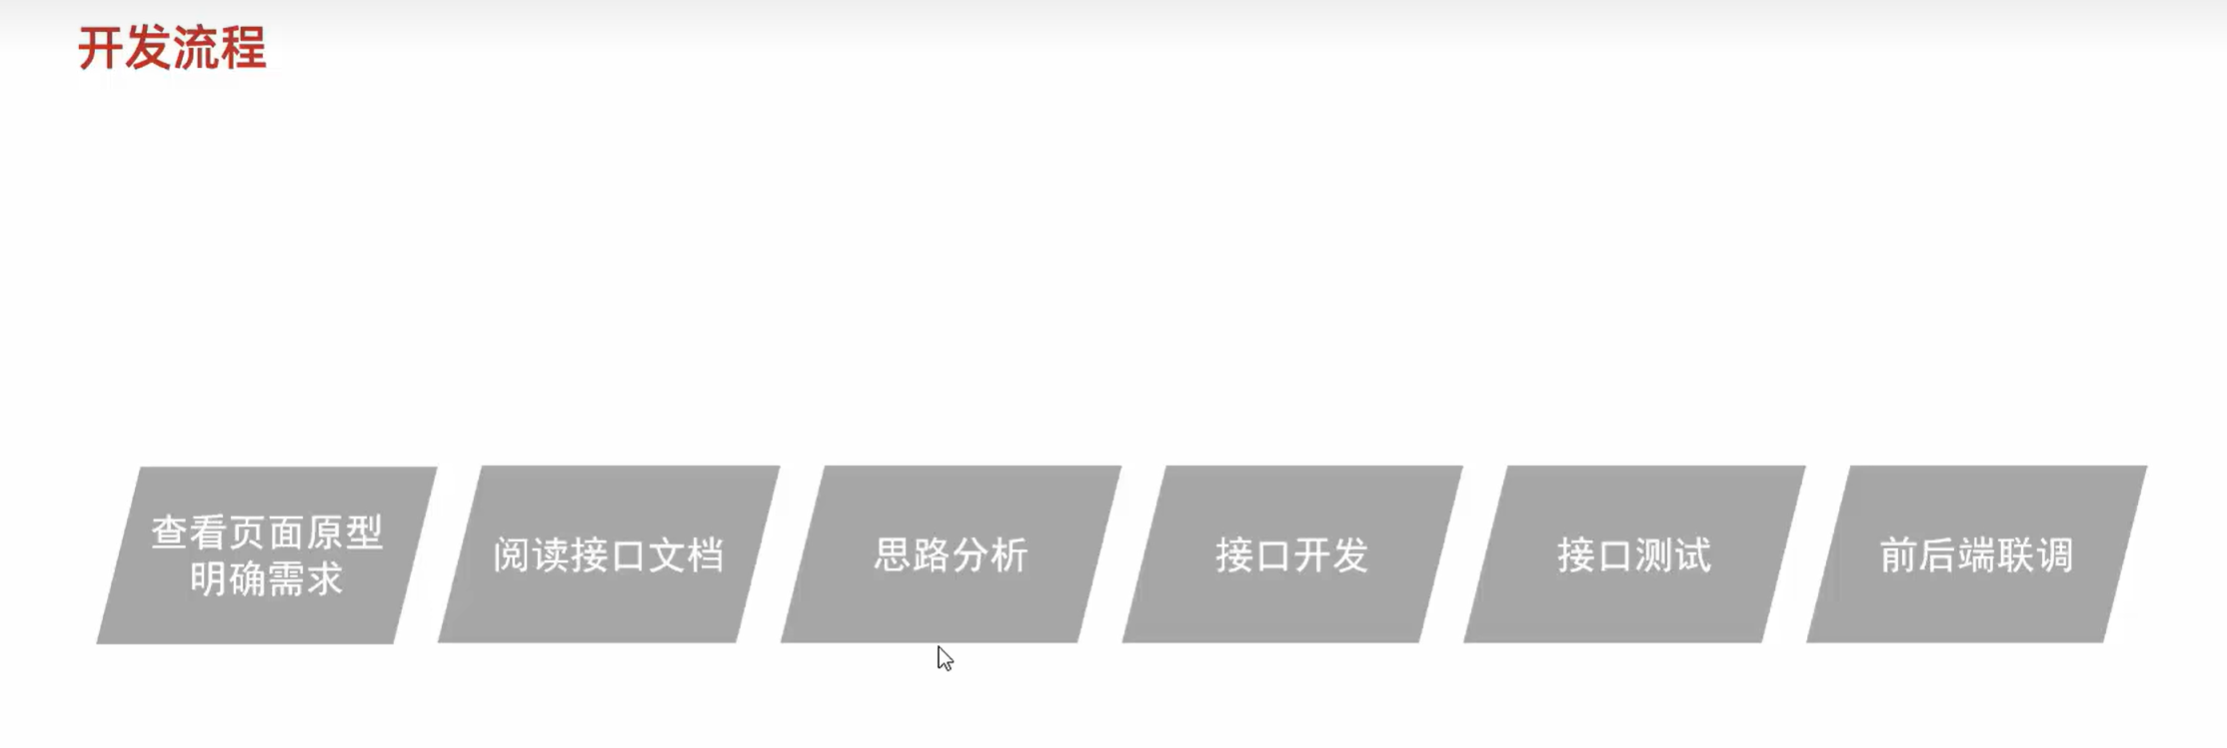 开发流程
查看页面原型
明确需求
阅读接口文档
思路分析
接口开发
接口测试
前后端联调